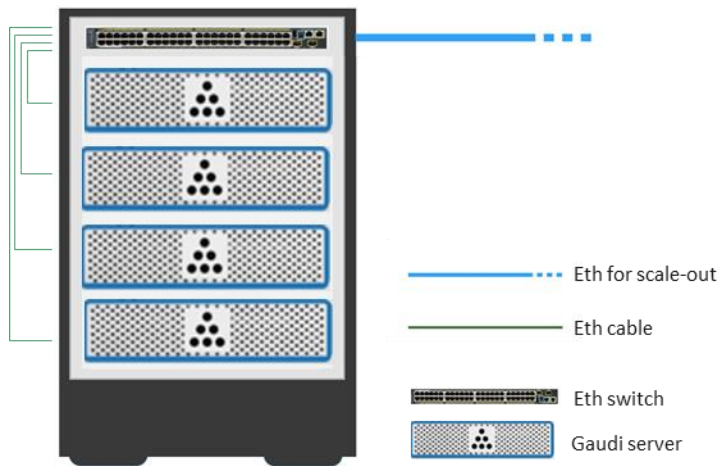 Eth for scale-out
Eth cable
Eth switch
Gaudi server